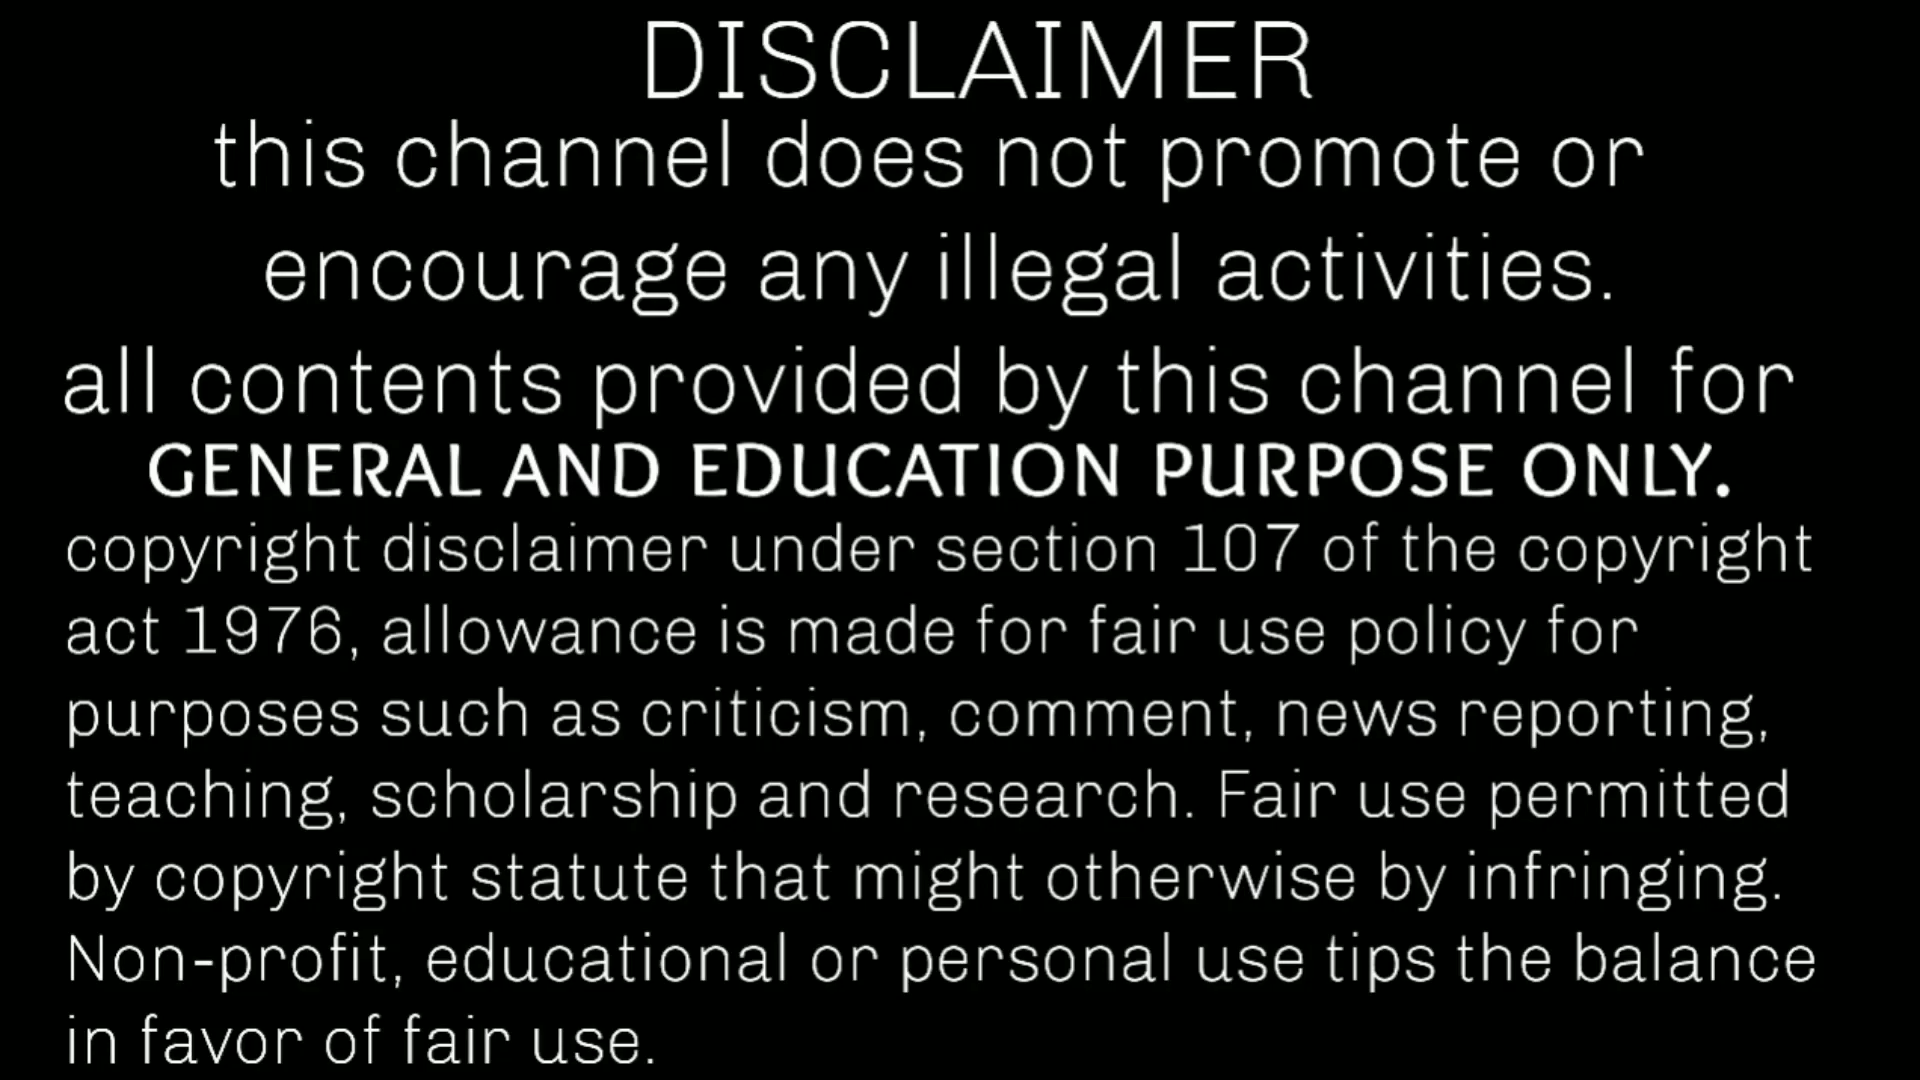 DISCLAIMER
this channel does not promote or
encourage any illegal activities.
all contents provided by this channel for
GENERAL AND EDUCATION PURPOSE ONLY.
copyright disclaimer under section 107 of the copyright
act 1976, allowance is made for fair use policy for
purposes such as criticism, comment, news reporting,
teaching, scholarship and research. Fair use permitted
by copyright statute that might otherwise by infringing.
Non-profit, educational or personal use tips the balance
in favor of fair use.